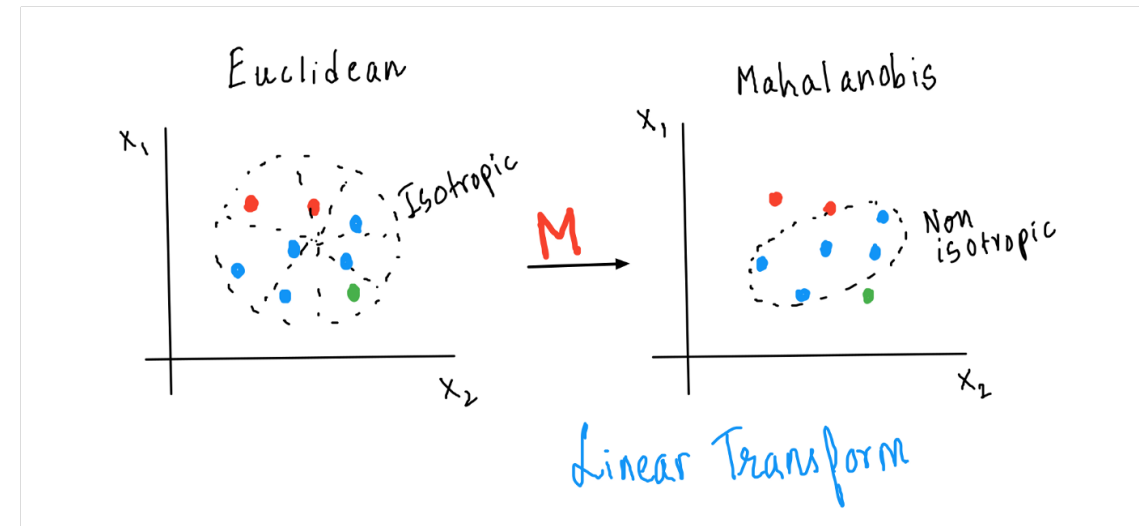 Euclidean
Mahalanobis
x₁
Isotropic
M
x₁
Non
isotropic
x₂
x₂
Linear Transform